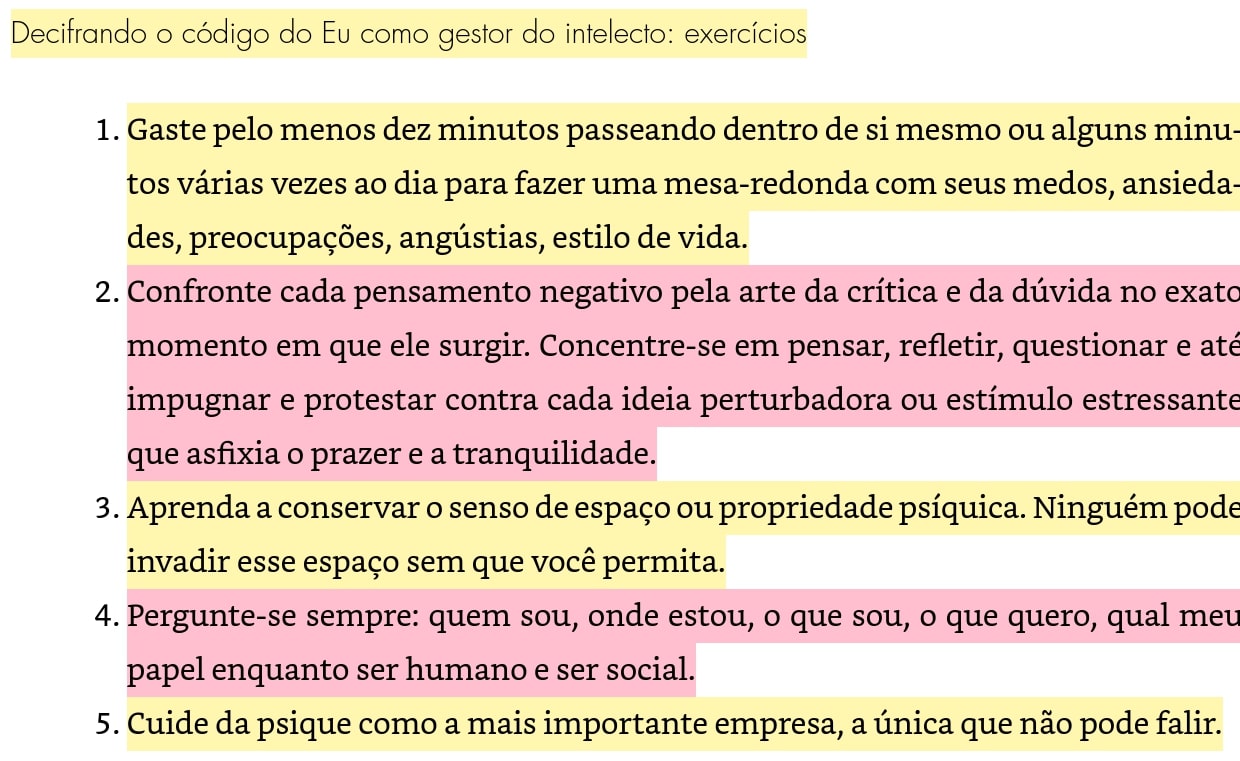 Decifrando o código do Eu como gestor do intelecto: exercícios
1. Gaste pelo menos dez minutos passeando dentro de si mesmo ou alguns minu-
tos várias vezes ao dia para fazer uma mesa-redonda com seus medos, ansieda-
des, preocupações, angústias, estilo de vida.
2. Confronte cada pensamento negativo pela arte da crítica e da dúvida no exato
momento em que ele surgir. Concentre-se em pensar, refletir, questionar e até
impugnar e protestar contra cada ideia perturbadora ou estímulo estressante
que asfixia o prazer e a tranquilidade.
3. Aprenda a conservar o senso de espaço ou propriedade psíquica. Ninguém pode
invadir esse espaço sem que você permita.
4. Pergunte-se sempre: quem sou, onde estou, o que sou, o que quero, qual meu
papel enquanto ser humano e ser social.
5. Cuide da psique como a mais importante empresa, a única que não pode falir.